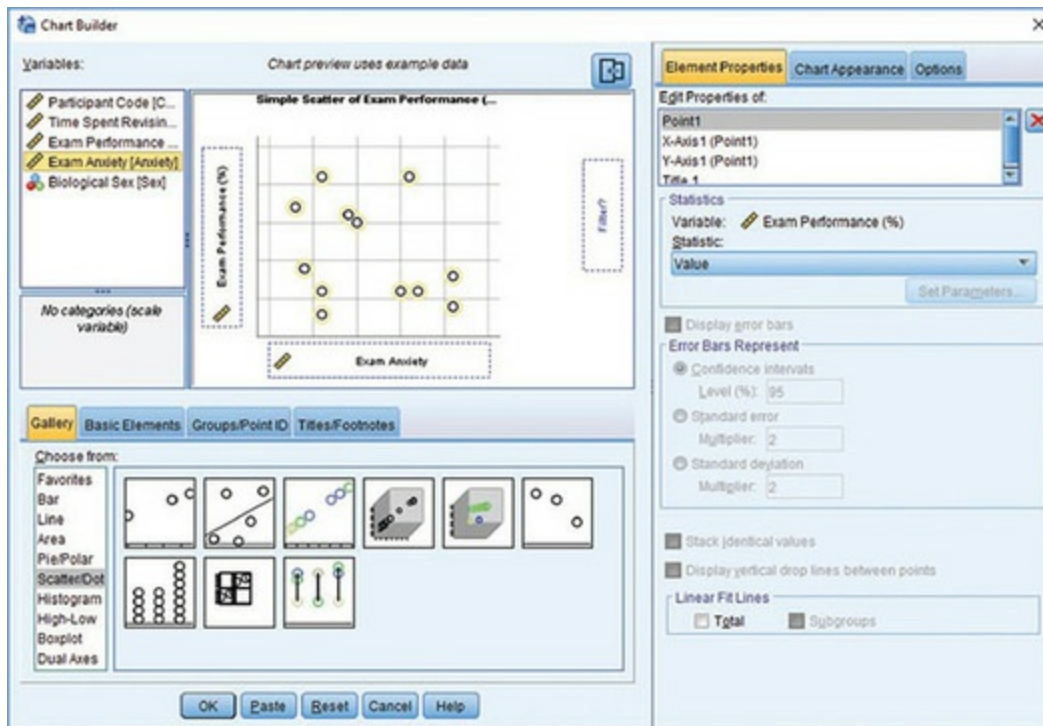 Chart Builder
Variables:
Chart preview uses example data
Participant Code [C...
Time Spent Revisin...
Exam Performance ...
Exam Anxiety [Anxiety]
Biological Sex [Sex]
No categories (scale
variable)
Simple Scatter of Exam Performance (...
Exam Performance (%)
Filter?
Exam Anxiety
Gallery
Basic Elements
Groups/Point ID
Titles/Footnotes
Choose from:
Favorites
Bar
Line
Area
Pie/Polar
Scatter/Dot
Histogram
High-Low
Boxplot
Dual Axes
OK
Paste
Reset
Cancel
Help
Element Properties
Chart Appearance
Options
Edit Properties of:
Point1
X-Axis1 (Point1)
Y-Axis1 (Point1)
Title 1
Statistics
Variable: Exam Performance (%)
Statistic:
Value
Set Parameters...
Display error bars
Error Bars Represent
Confidence intervals
Level (%): 95
Standard error
Multiplier: 2
Standard deviation
Multiplier: 2
Stack identical values
Display vertical drop lines between points
Linear Fit Lines
Total Subgroups